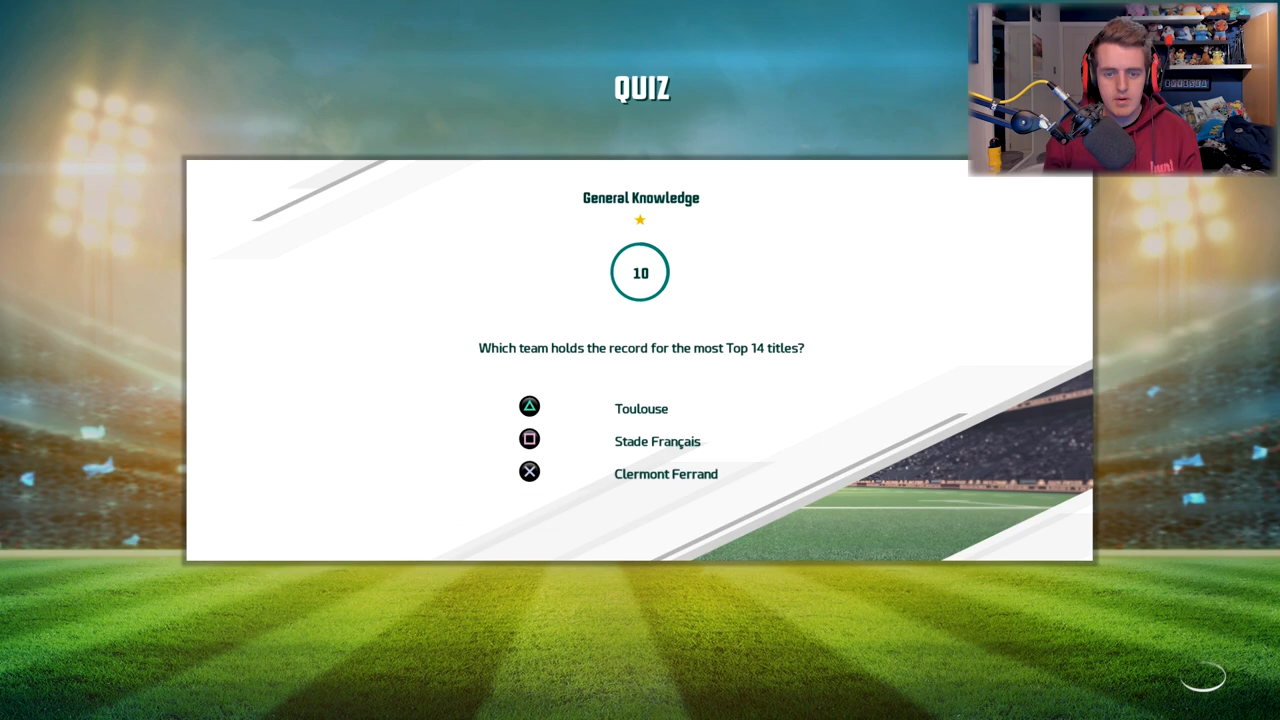 QUIZ
General Knowledge
10
Which team holds the record for the most Top 14 titles?
Toulouse
Stade Français
Clermont Ferrand